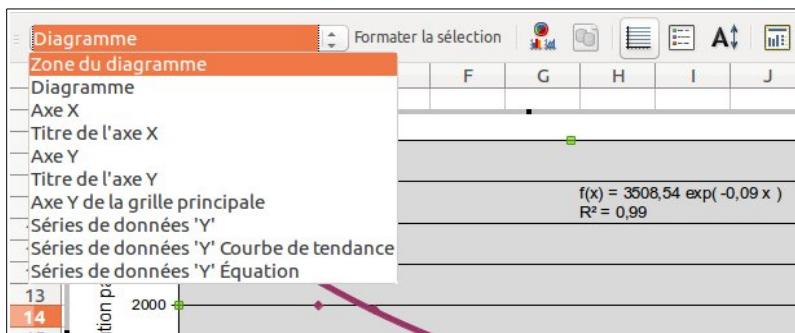 Diagramme
Formater la sélection
Zone du diagramme
Diagramme
Axe X
Titre de l'axe X
Axe Y
Titre de l'axe Y
Axe Y de la grille principale
Séries de données 'Y'
Séries de données 'Y' Courbe de tendance
Séries de données 'Y' Équation
F G H I J
f(x) = 3508,54 exp( -0,09 x )
R² = 0,99
13
14
2000